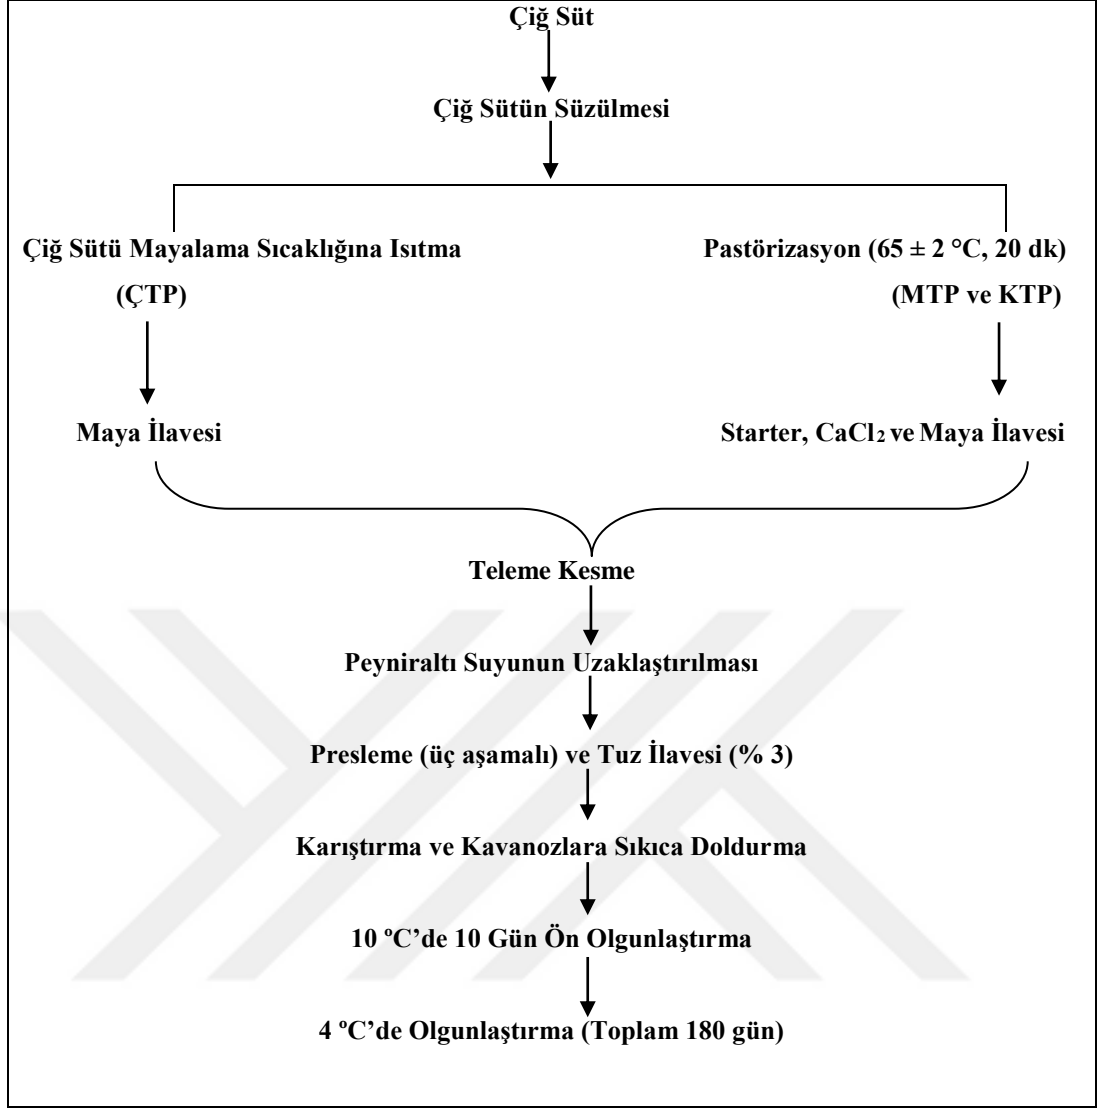 Çiğ Süt
Çiğ Sütün Süzülmesi
Çiğ Sütü Mayalama Sıcaklığına Isıtma
(ÇTP)
Pastörizasyon (65 ± 2 °C, 20 dk)
(MTP ve KTP)
Maya İlavesi
Starter, CaCl₂ ve Maya İlavesi
Teleme Kesme
Peyniraltı Suyunun Uzaklaştırılması
Presleme (üç aşamalı) ve Tuz İlavesi (% 3)
Karıştırma ve Kavanozlara Sıkıca Doldurma
10 ºC’de 10 Gün Ön Olgunlaştırma
4 ºC’de Olgunlaştırma (Toplam 180 gün)